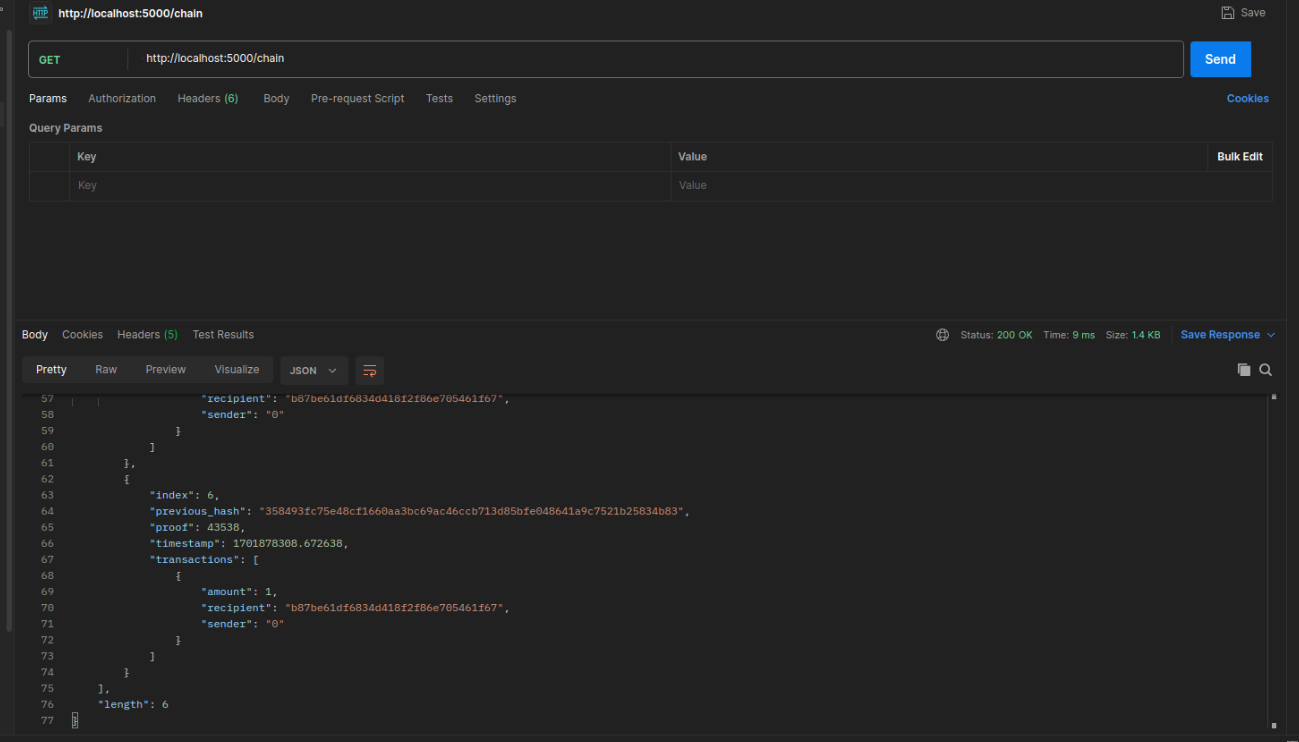 HTTP http://localhost:5000/chain Save
GET http://localhost:5000/chain Send
Params Authorization Headers (6) Body Pre-request Script Tests Settings Cookies
Query Params
Key Value Bulk Edit
Key Value
Body Cookies Headers (5) Test Results Status: 200 OK Time: 9 ms Size: 1.4 KB Save Response
Pretty Raw Preview Visualize JSON
57 "recipient": "b87be61df6834d418f2f86e705461f67",
58 "sender": "0"
59 }
60 ]
61 },
62 {
63 "index": 6,
64 "previous_hash": "358493fc75e48cf1660aa3bc69ac46ccb713d85bfe048641a9c7521b25834b83",
65 "proof": 43538,
66 "timestamp": 1701878308.672638,
67 "transactions": [
68 {
69 "amount": 1,
70 "recipient": "b87be61df6834d418f2f86e705461f67",
71 "sender": "0"
72 }
73 ]
74 }
75 ],
76 "length": 6
77 }